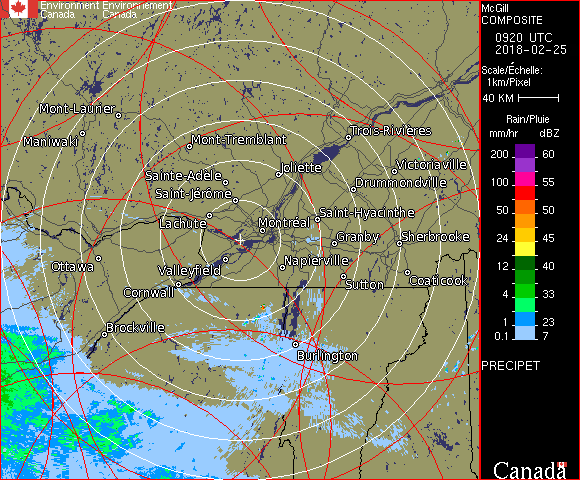 Environment Environnement
Canada Canada
Mont-Laurier
Maniwaki
Mont-Tremblant
Trois-Rivières
Joliette
Victoriaville
Sainte-Adèle
Drummondville
Saint-Jérôme
Saint-Hyacinthe
Lachute
Montréal
Granby
Sherbrooke
Ottawa
Valleyfield
Napierville
Cornwall
Sutton
Coaticook
Brockville
Burlington
McGill
COMPOSITE
0920 UTC
2018-02-25
Scale/Échelle:
1km/Pixel
40 KM
Rain/Pluie
mm/hr dBZ
200 60
55
100 55
50 50
24 45
12 40
4 33
1 23
0.1 7
PRECIPET
Canada